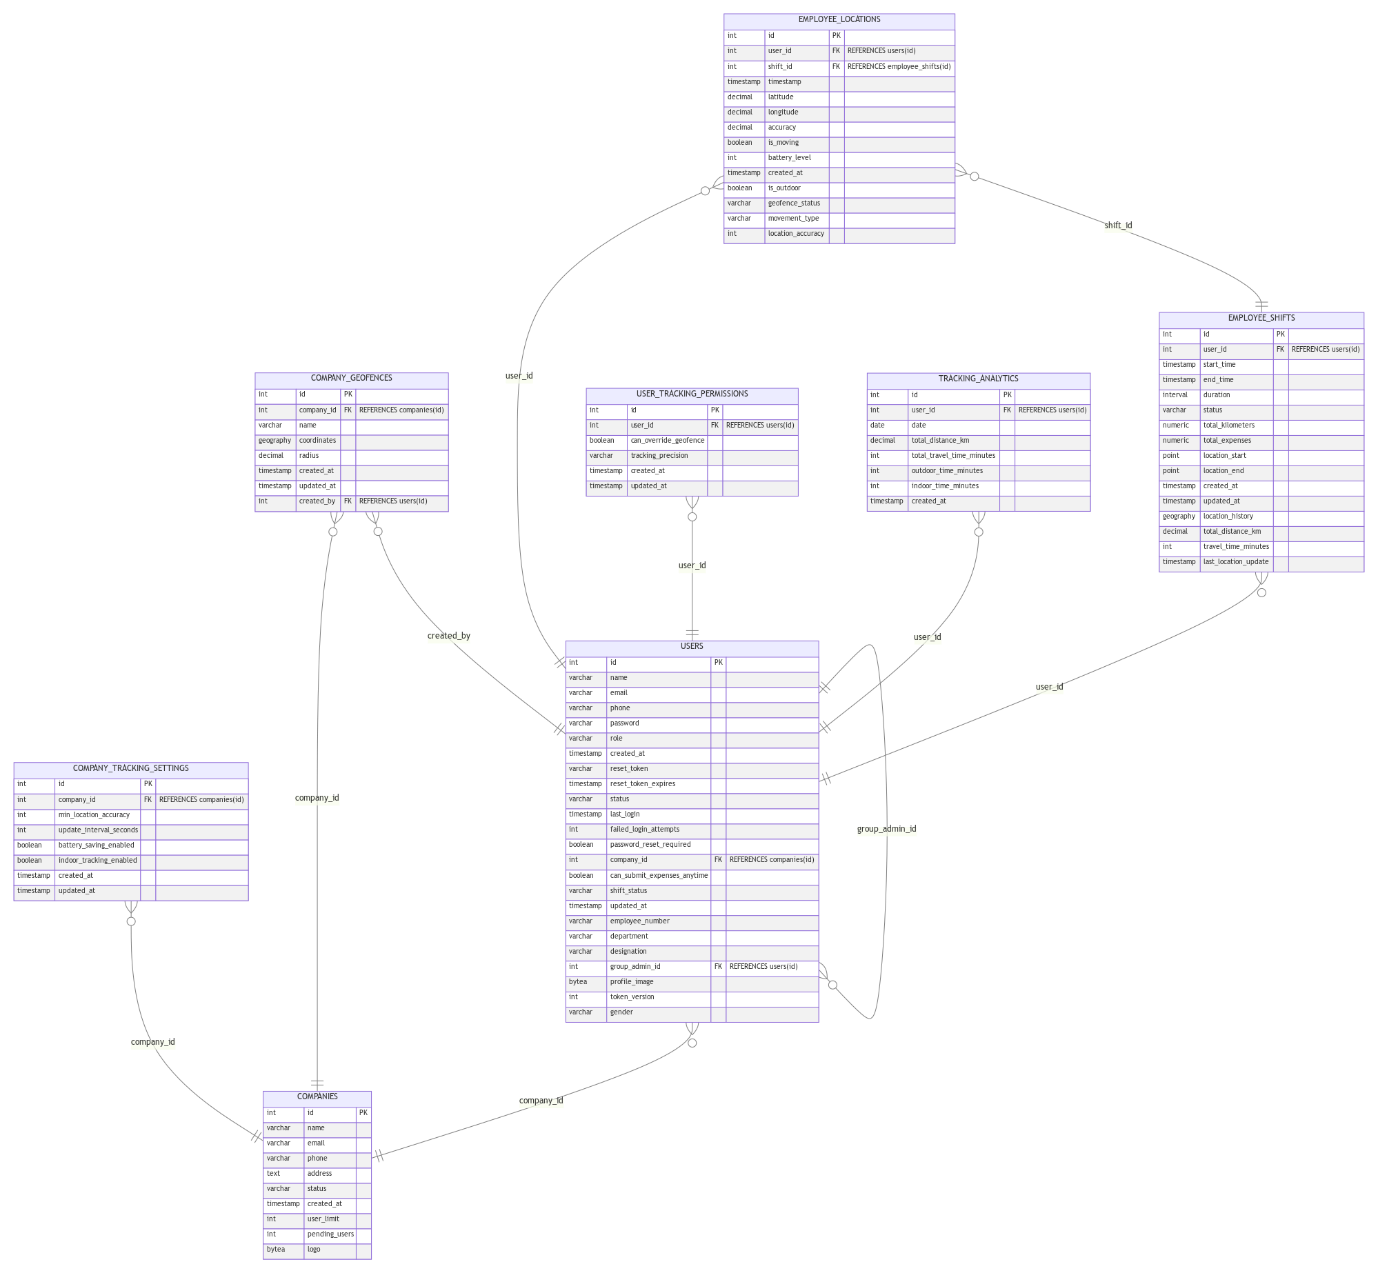 EMPLOYEE_LOCATIONS
int id PK
int user_id FK REFERENCES users(id)
int shift_id FK REFERENCES employee_shifts(id)
timestamp timestamp
decimal latitude
decimal longitude
decimal accuracy
boolean is_moving
int battery_level
timestamp created_at
boolean is_outdoor
varchar geofence_status
varchar movement_type
int location_accuracy
shift_id
user_id
EMPLOYEE_SHIFTS
int id PK
int user_id FK REFERENCES users(id)
timestamp start_time
timestamp end_time
interval duration
varchar status
numeric total_kilometers
numeric total_expenses
point location_start
point location_end
timestamp created_at
timestamp updated_at
geography location_history
decimal total_distance_km
int travel_time_minutes
timestamp last_location_update
COMPANY_GEOFENCES
int id PK
int company_id FK REFERENCES companies(id)
varchar name
geography coordinates
decimal radius
timestamp created_at
timestamp updated_at
int created_by FK REFERENCES users(id)
USER_TRACKING_PERMISSIONS
int id PK
int user_id FK REFERENCES users(id)
boolean can_override_geofence
varchar tracking_precision
timestamp created_at
timestamp updated_at
TRACKING_ANALYTICS
int id PK
int user_id FK REFERENCES users(id)
date date
decimal total_distance_km
int total_travel_time_minutes
int outdoor_time_minutes
int indoor_time_minutes
timestamp created_at
user_id
created_by
user_id
user_id
USERS
int id PK
varchar name
varchar email
varchar phone
varchar password
varchar role
timestamp created_at
varchar reset_token
timestamp reset_token_expires
varchar status
timestamp last_login
int failed_login_attempts
boolean password_reset_required
int company_id FK REFERENCES companies(id)
boolean can_submit_expenses_anytime
varchar shift_status
timestamp updated_at
varchar employee_number
varchar department
varchar designation
int group_admin_id FK REFERENCES users(id)
bytea profile_image
int token_version
varchar gender
group_admin_id
COMPANY_TRACKING_SETTINGS
int id PK
int company_id FK REFERENCES companies(id)
int min_location_accuracy
int update_interval_seconds
boolean battery_saving_enabled
boolean indoor_tracking_enabled
timestamp created_at
timestamp updated_at
company_id
company_id
company_id
COMPANIES
int id PK
varchar name
varchar email
varchar phone
text address
varchar status
timestamp created_at
int user_limit
int pending_users
bytea logo